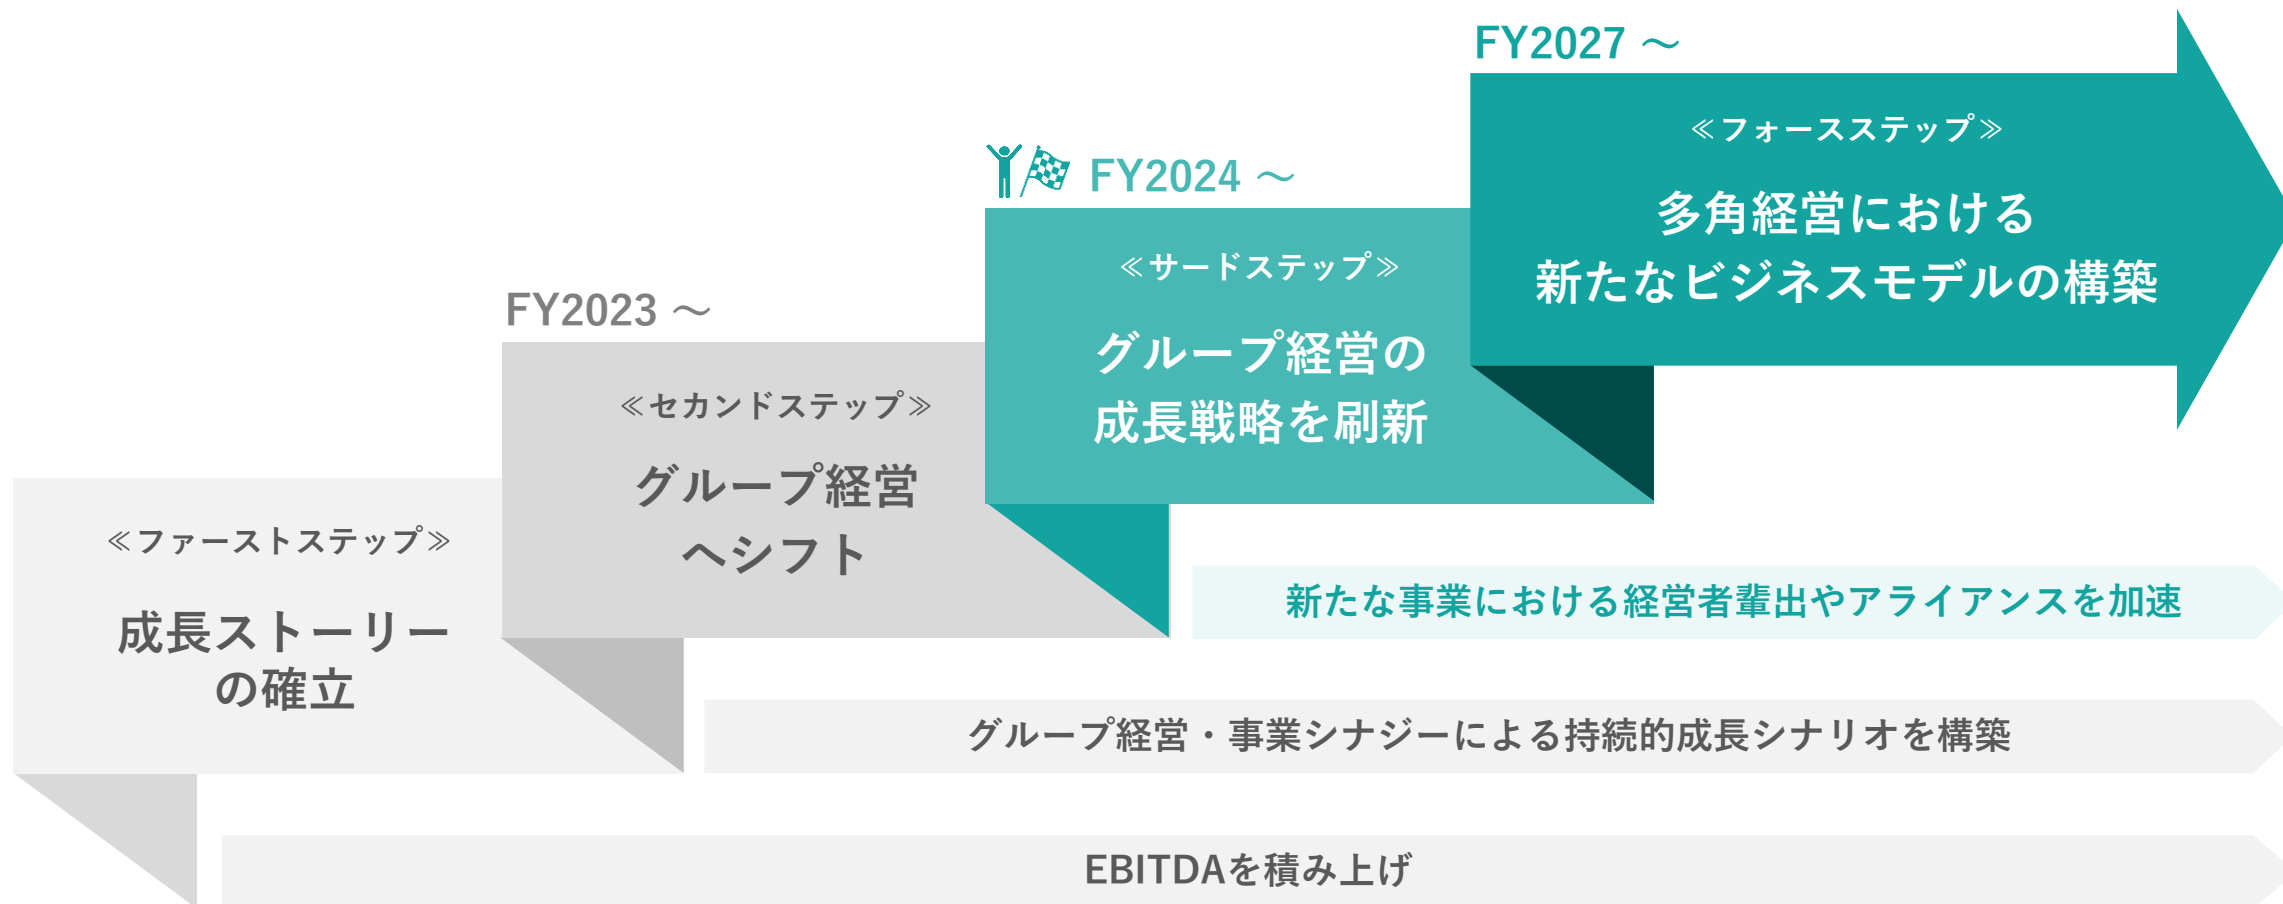 FY2027 ～
≪フォースステップ≫
多角経営における
新たなビジネスモデルの構築
FY2024 ～
≪サードステップ≫
グループ経営の
成長戦略を刷新
FY2023 ～
≪セカンドステップ≫
グループ経営
へシフト
≪ファーストステップ≫
成長ストーリー
の確立
新たな事業における経営者輩出やアライアンスを加速
グループ経営・事業シナジーによる持続的成長シナリオを構築
EBITDAを積み上げ